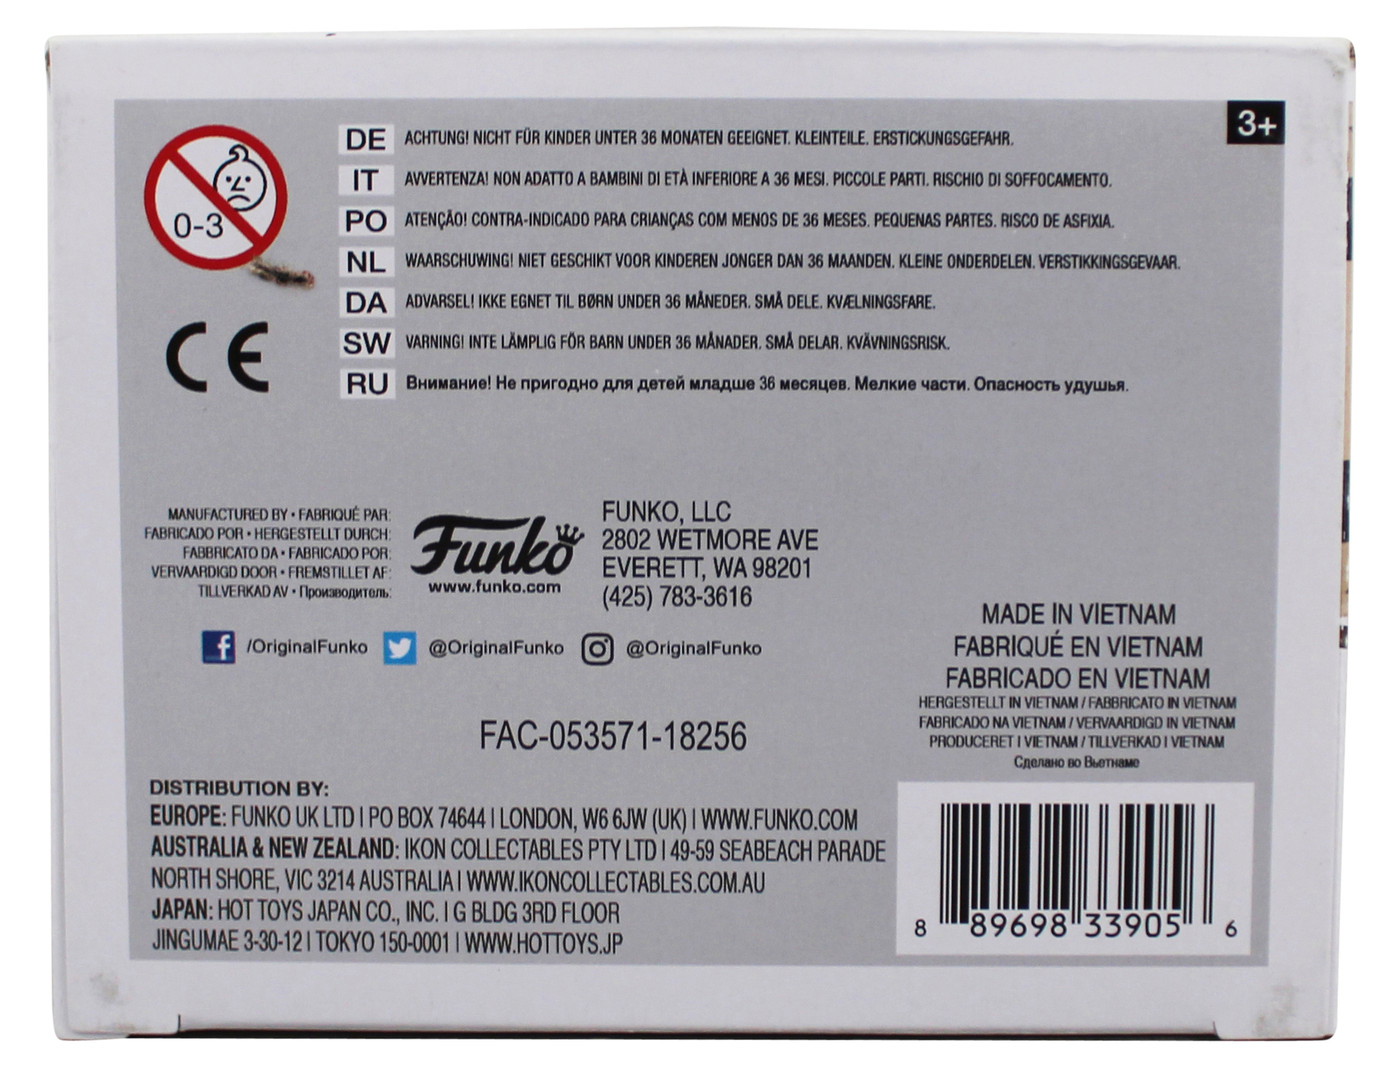 3+
0-3
DE ACHTUNG! NICHT FÜR KINDER UNTER 36 MONATEN GEEIGNET. KLEINTEILE. ERSTICKUNGSGEFAHR.
IT AVVERTENZA! NON ADATTO A BAMBINI DI ETÀ INFERIORE A 36 MESI. PICCOLE PARTI. RISCHIO DI SOFFOCAMENTO.
PO ATENÇÃO! CONTRA-INDICADO PARA CRIANÇAS COM MENOS DE 36 MESES. PEQUENAS PARTES. RISCO DE ASFIXIA.
NL WAARSCHUWING! NIET GESCHIKT VOOR KINDEREN JONGER DAN 36 MAANDEN. KLEINE ONDERDELEN. VERSTIKKINGSGEVAAR.
DA ADVARSEL! IKKE EGNET TIL BØRN UNDER 36 MÅNEDER. SMÅ DELE. KVÆLNINGSFARE.
SW VARNING! INTE LÄMPLIG FÖR BARN UNDER 36 MÅNADER. SMÅ DELAR. KVÄVNINGSRISK.
RU Внимание! Не пригодно для детей младше 36 месяцев. Мелкие части. Опасность удушья.
CE
MANUFACTURED BY • FABRIQUÉ PAR:
FABRICADO POR • HERGESTELLT DURCH:
FABBRICATO DA • FABRICADO POR:
VERVAARDIGD DOOR • FREMSTILLET AF:
TILLVERKAD AV • Производитель:
Funko
www.funko.com
FUNKO, LLC
2802 WETMORE AVE
EVERETT, WA 98201
(425) 783-3616
f /OriginalFunko @OriginalFunko @OriginalFunko
MADE IN VIETNAM
FABRIQUÉ EN VIETNAM
FABRICADO EN VIETNAM
HERGESTELLT IN VIETNAM / FABBRICATO IN VIETNAM
FABRICADO NA VIETNAM / VERVAARDIGD IN VIETNAM
PRODUCERET I VIETNAM / TILLVERKAD I VIETNAM
Сделано во Вьетнаме
FAC-053571-18256
DISTRIBUTION BY:
EUROPE: FUNKO UK LTD | PO BOX 74644 | LONDON, W6 6JW (UK) | WWW.FUNKO.COM
AUSTRALIA & NEW ZEALAND: IKON COLLECTABLES PTY LTD | 49-59 SEABEACH PARADE
NORTH SHORE, VIC 3214 AUSTRALIA | WWW.IKONCOLLECTABLES.COM.AU
JAPAN: HOT TOYS JAPAN CO., INC. | G BLDG 3RD FLOOR
JINGUMAE 3-30-12 | TOKYO 150-0001 | WWW.HOTTOYS.JP
8 89698 33905 6